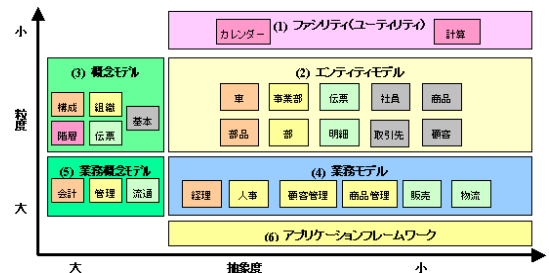 小
(1) ファシリティ(ユーティリティ)
カレンダー
計算
(3) 概念モデル
構成
組織
基本
階層
伝票
(2) エンティティモデル
車
事業部
伝票
社員
商品
部品
部
明細
取引先
顧客
粒度
(5) 業務概念モデル
会計
管理
流通
(4) 業務モデル
経理
人事
顧客管理
商品管理
販売
物流
大
(6) アプリケーションフレームワーク
大
抽象度
小